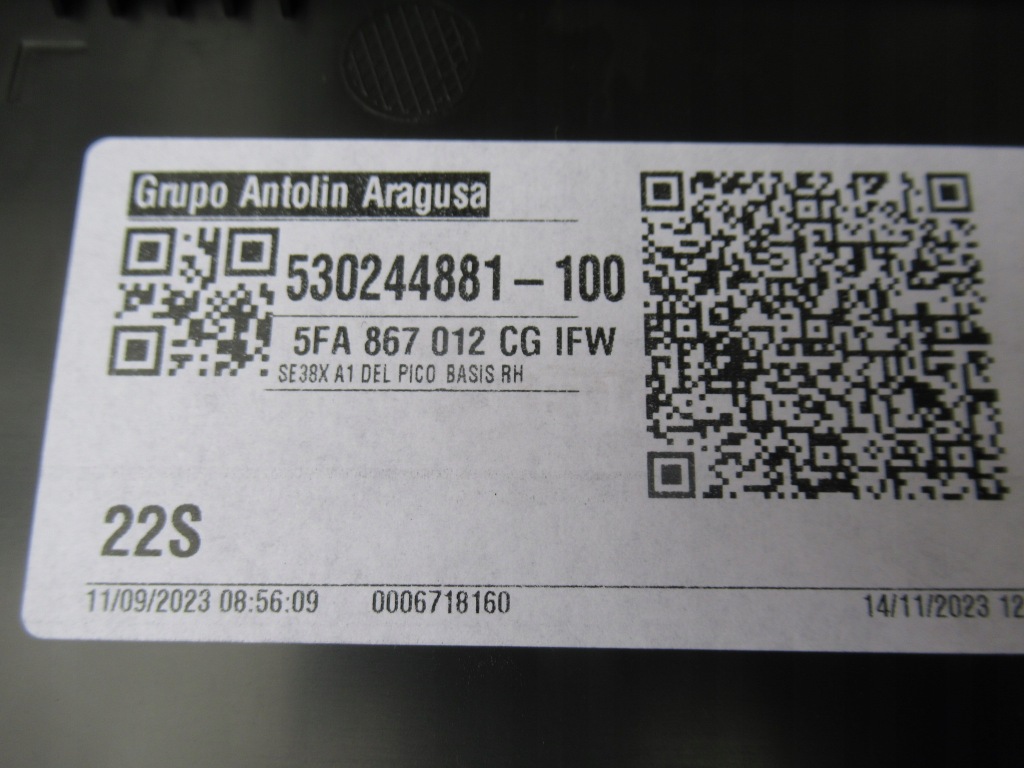 Grupo Antolin Aragusa
530244881-100
5FA 867 012 CG IFW
SE38X A1 DEL PICO BASIS RH
22S
11/09/2023 08:56:09 0006718160 14/11/2023 12